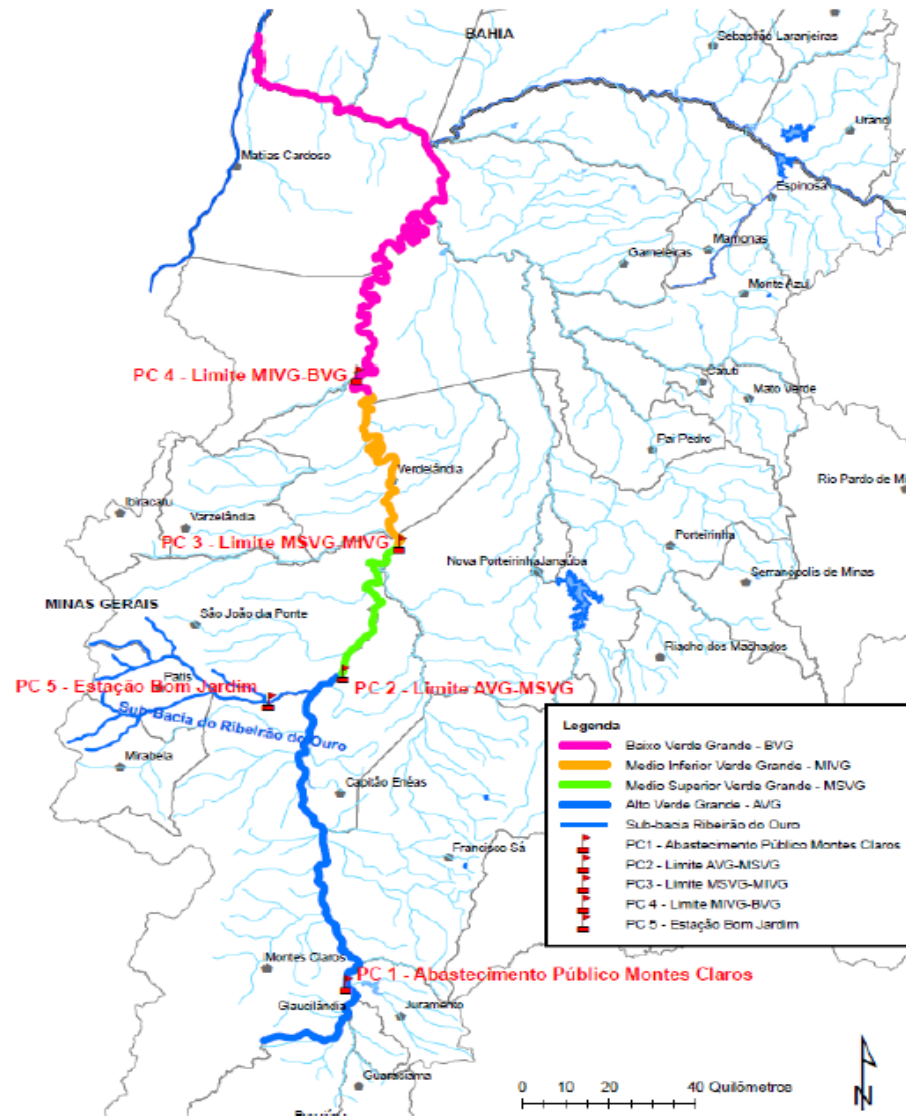 BAHIA
Sebastião Laranjeiras
Urandi
Matias Cardoso
Espinosa
Mamonas
Gameleiras
Monte Azul
PC 4 - Limite MIVG-BVG
Catuti
Mato Verde
Pai Pedro
Verdelândia
Rio Pardo de Mi
Ibiracatu
Varzelândia
PC 3 - Limite MSVG-MIVG
Porteirinha
Nova Porteirinha
Janaúba
Serranópolis de Minas
MINAS GERAIS
São João da Ponte
Riacho dos Machados
Patis
PC 5 - Estação Bom Jardim
PC 2 - Limite AVG-MSVG
Sub-Bacia do Ribeirão do Ouro
Mirabela
Capitão Enéas
Francisco Sá
Legenda
Baixo Verde Grande - BVG
Medio Inferior Verde Grande - MIVG
Medio Superior Verde Grande - MSVG
Alto Verde Grande - AVG
Sub-bacia Ribeirão do Ouro
PC1 - Abastecimento Público Montes Claros
PC2 - Limite AVG-MSVG
PC3 - Limite MSVG-MIVG
PC 4 - Limite MIVG-BVG
PC 5 - Estação Bom Jardim
Montes Claros
PC 1 - Abastecimento Público Montes Claros
Glaucilândia
Juramento
Guaraciama
0 10 20 40 Quilômetros
N